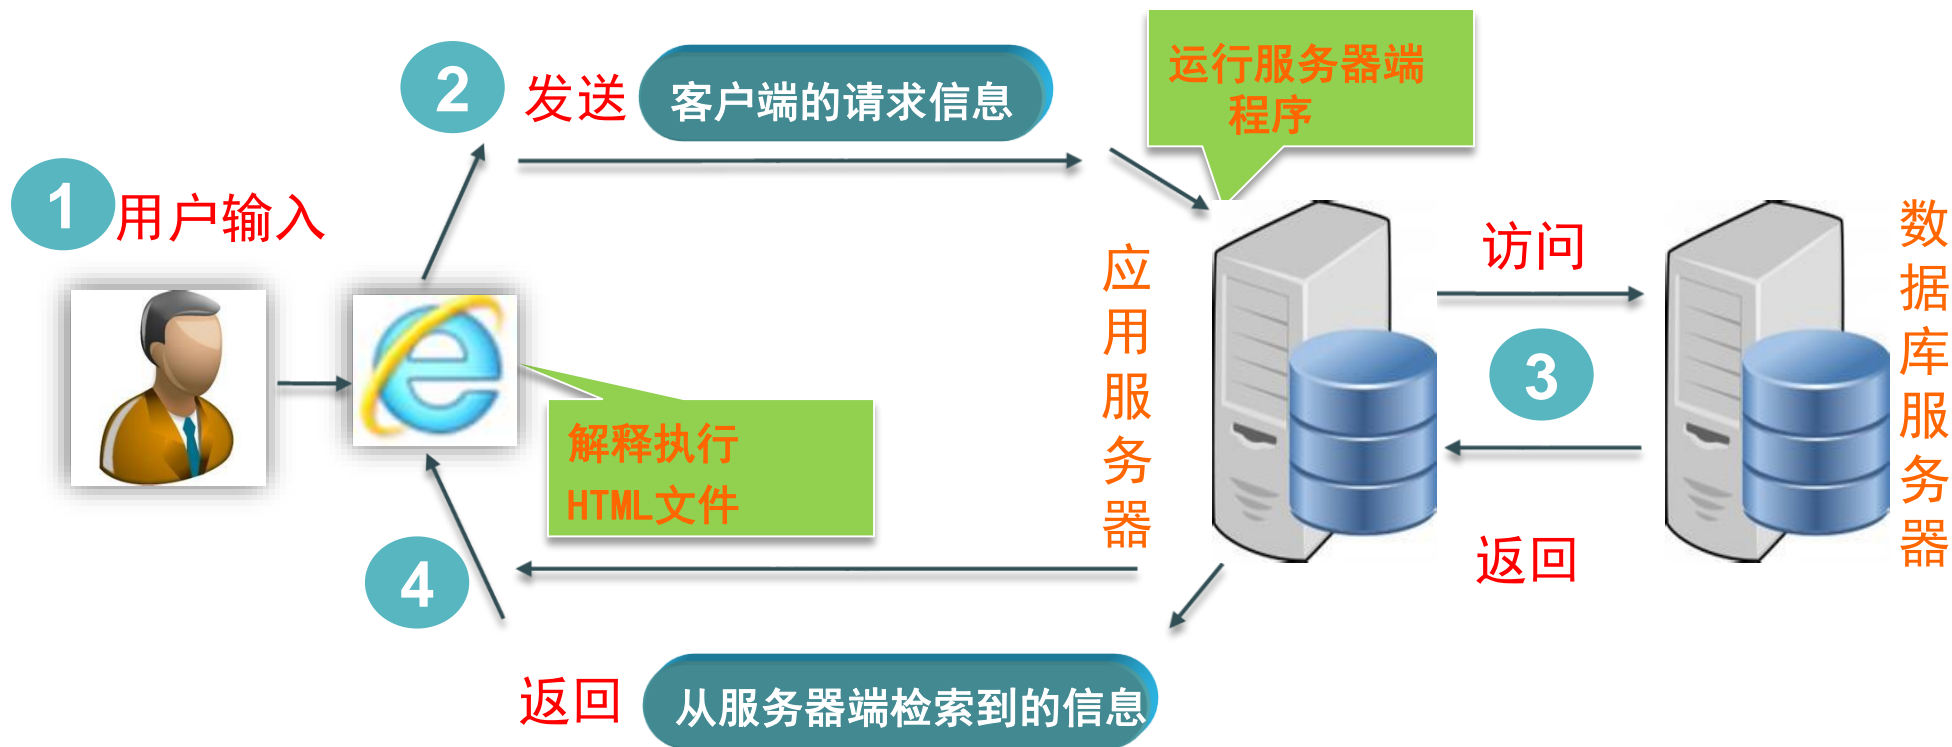 1
用户输入
2
发送
客户端的请求信息
运行服务器端
程序
应用服务器
访问
3
返回
数据库服务器
解释执行
HTML文件
4
返回
从服务器端检索到的信息